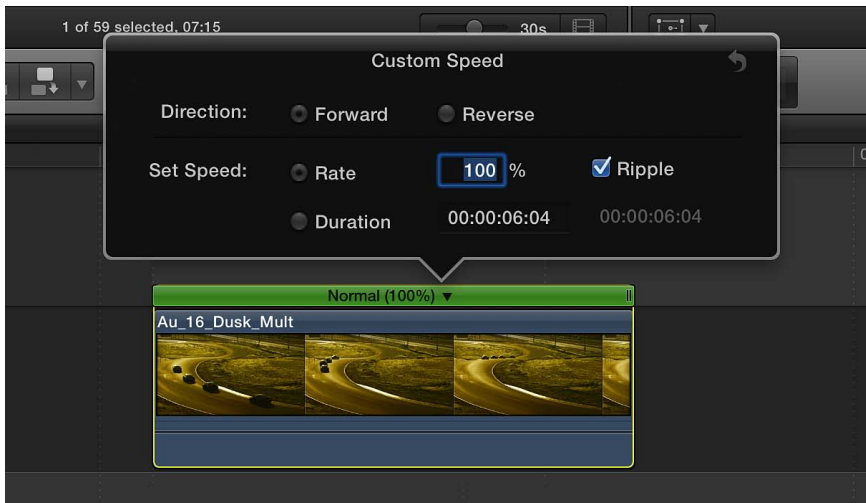 1 of 59 selected, 07:15
30s
Custom Speed
Direction: Forward Reverse
Set Speed: Rate 100 % Ripple
Duration 00:00:06:04 00:00:06:04
Normal (100%)
Au_16_Dusk_Mult